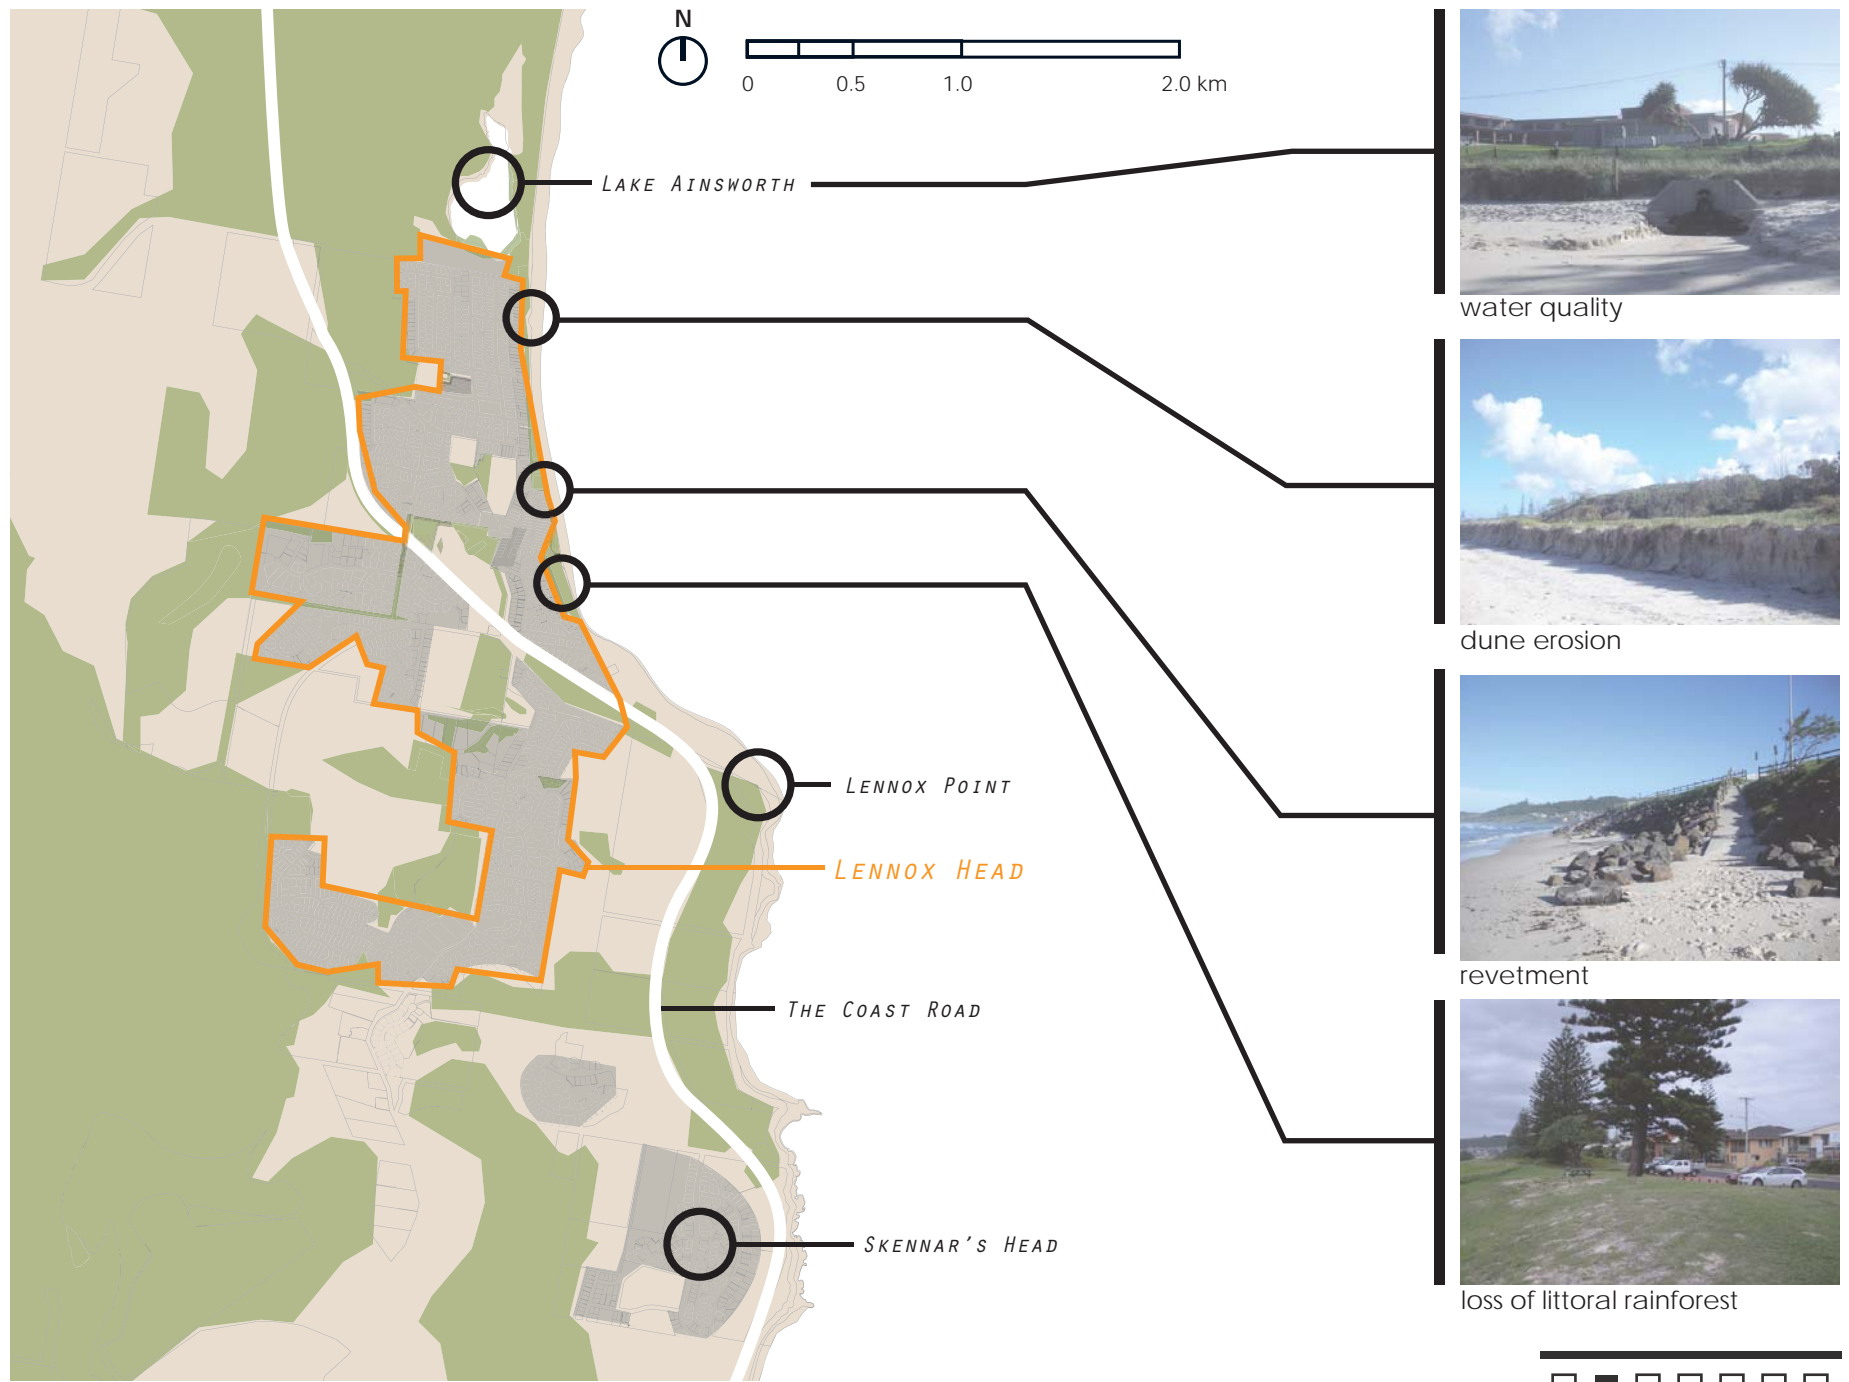 N
0 0.5 1.0 2.0 km
LAKE AINSWORTH
water quality
dune erosion
LENNOX POINT
LENNOX HEAD
revetment
THE COAST ROAD
SKENNAR'S HEAD
loss of littoral rainforest